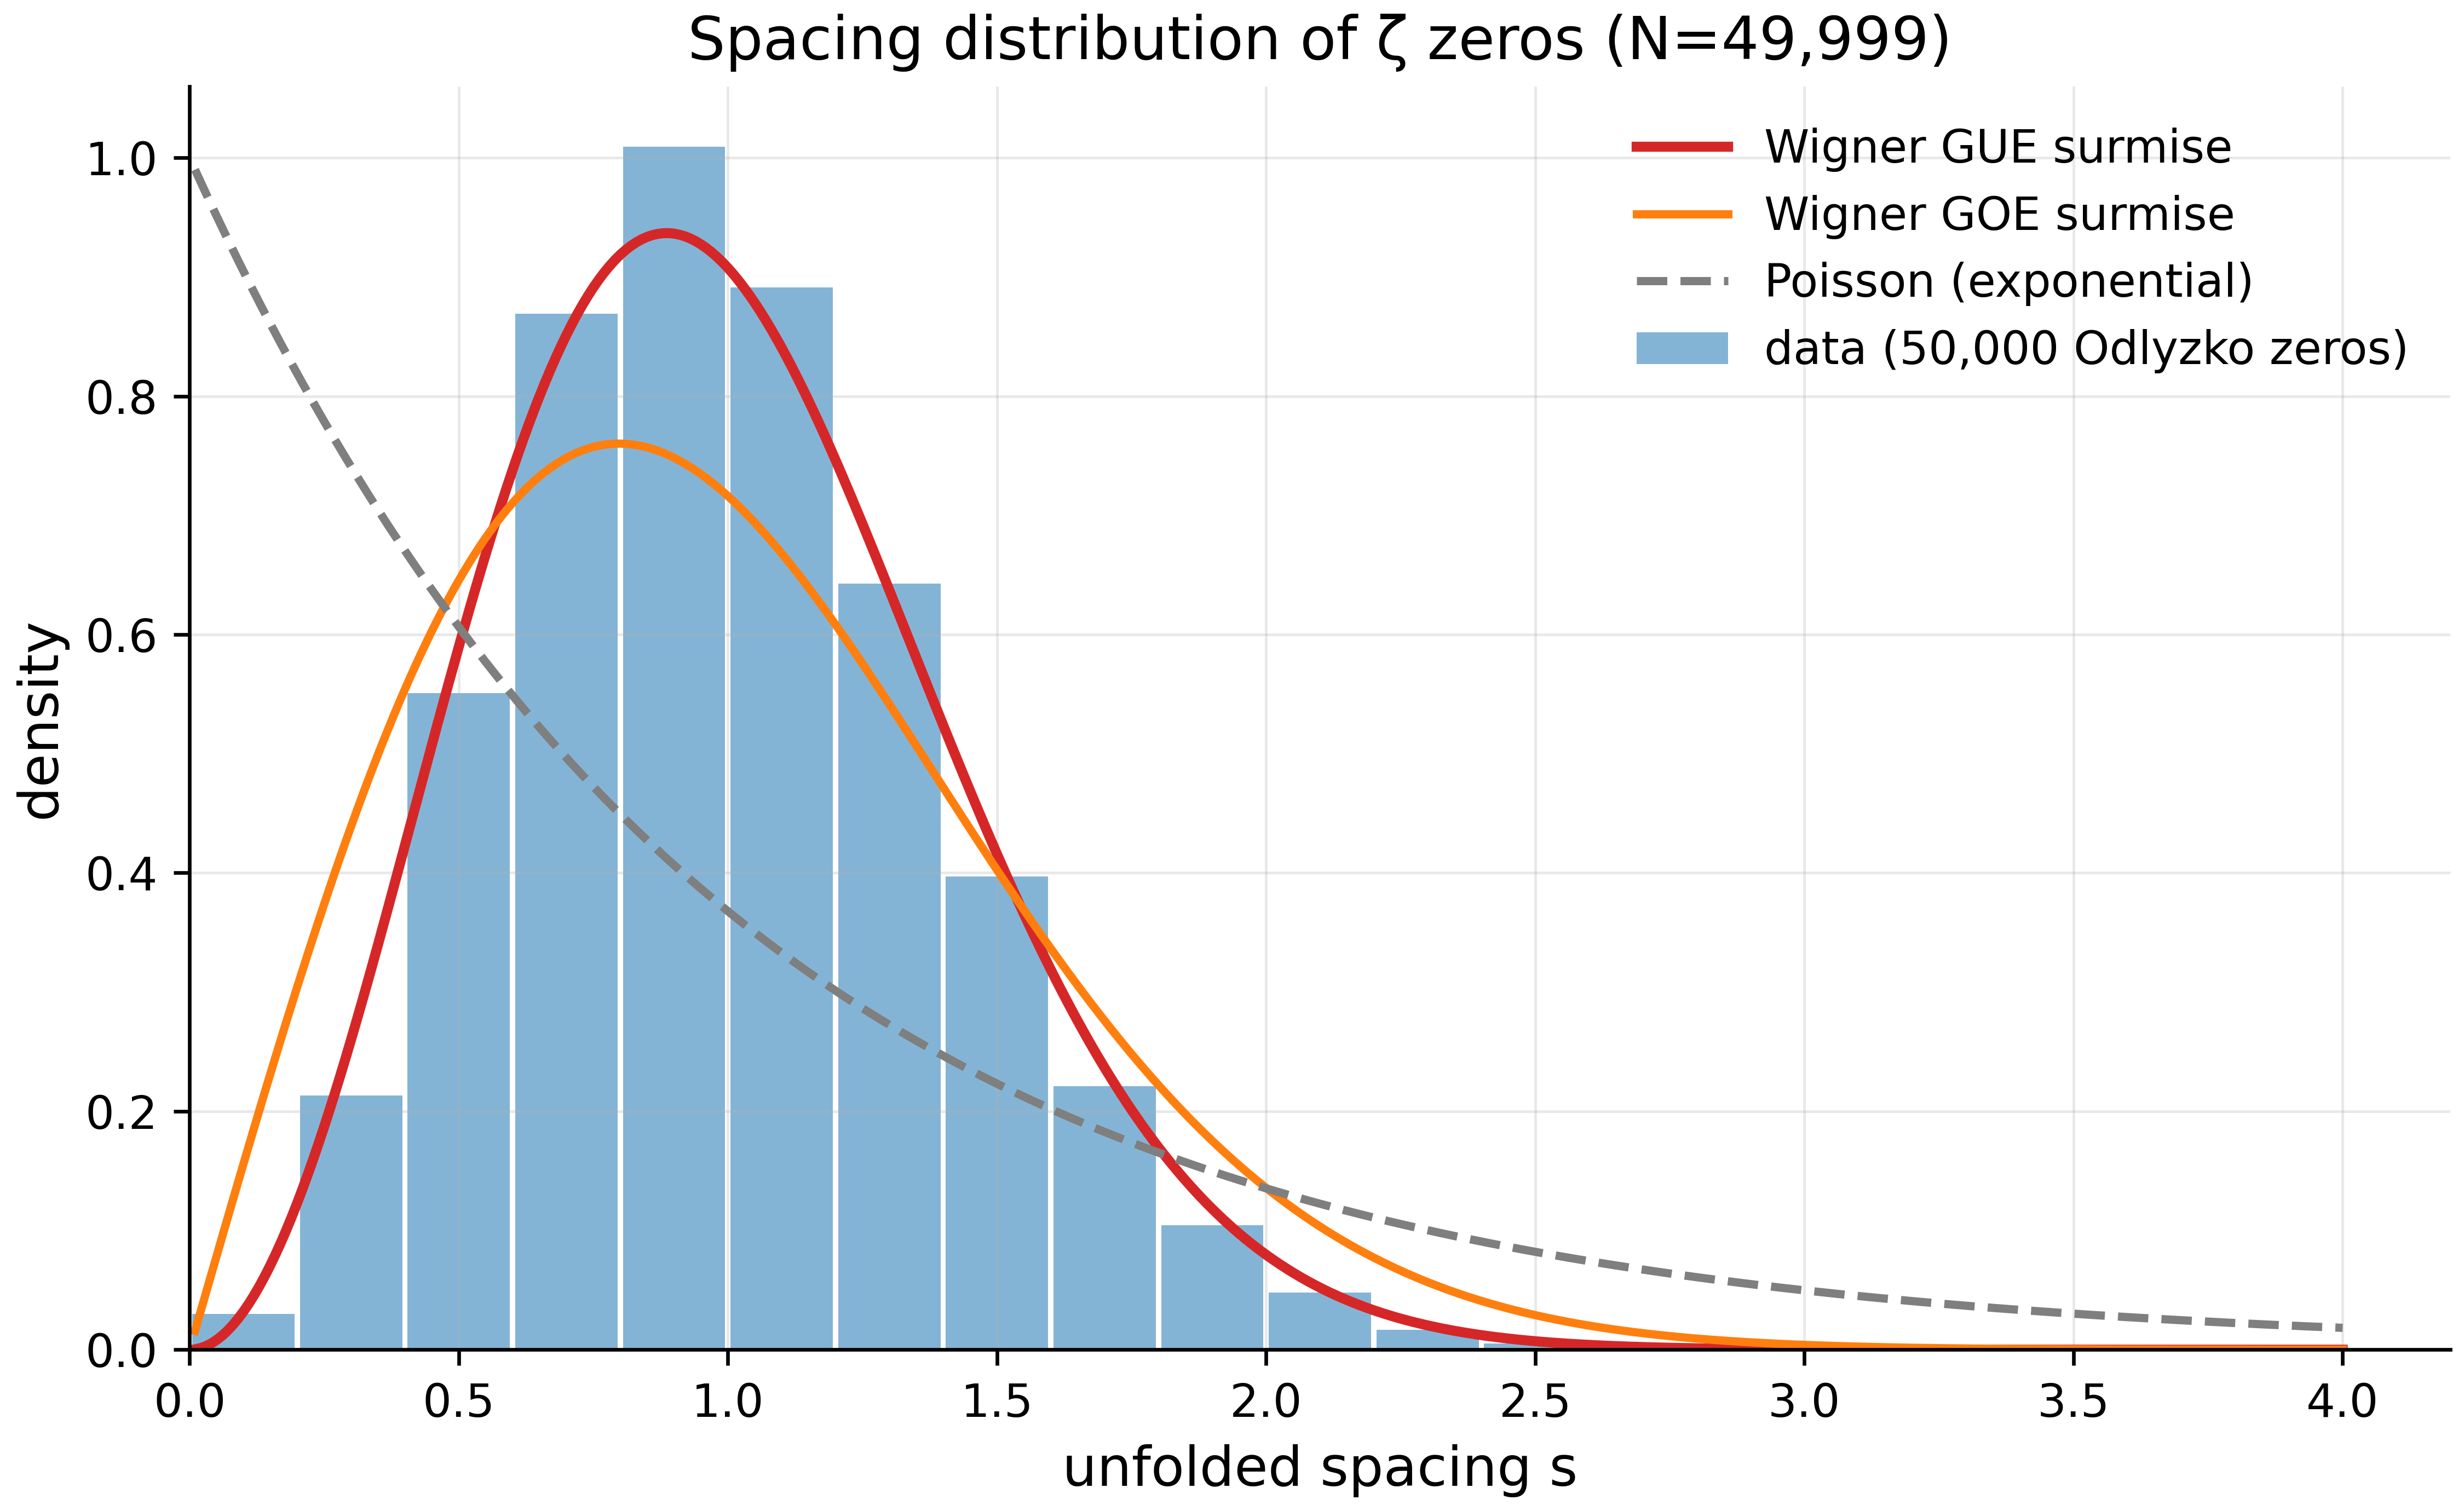 Spacing distribution of ζ zeros (N=49,999)
Wigner GUE surmise
Wigner GOE surmise
Poisson (exponential)
data (50,000 Odlyzko zeros)
density
1.0
0.8
0.6
0.4
0.2
0.0
0.0 0.5 1.0 1.5 2.0 2.5 3.0 3.5 4.0
unfolded spacing s